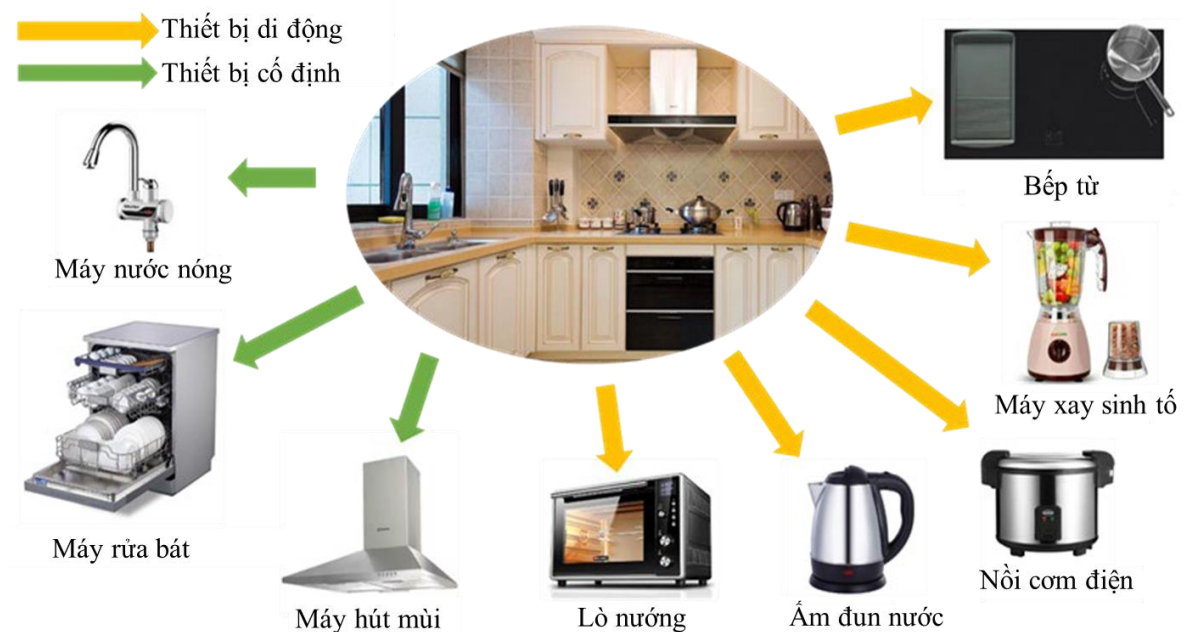 Thiết bị di động
Thiết bị cố định
Máy nước nóng
Bếp từ
Máy xay sinh tố
Máy rửa bát
Máy hút mùi
Lò nướng
Ấm đun nước
Nồi cơm điện